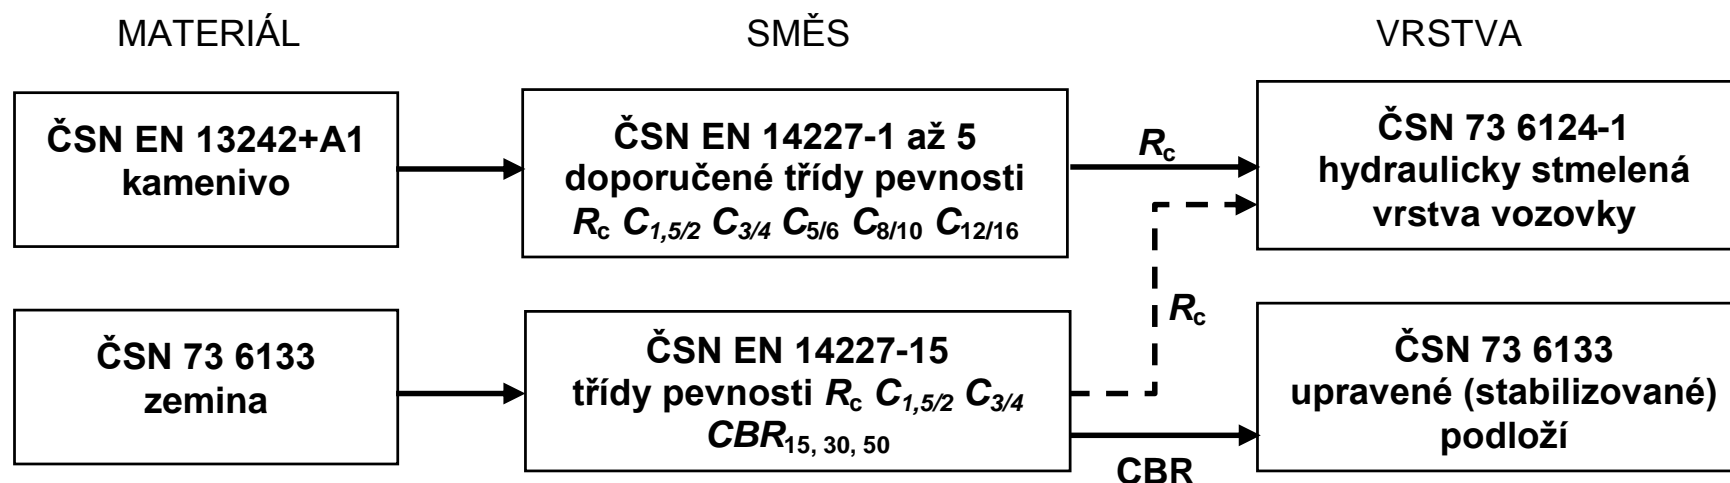 MATERIÁL
SMĚS
VRSTVA
ČSN EN 13242+A1
kamenivo
ČSN EN 14227-1 až 5
doporučené třídy pevnosti
Rc C1,5/2 C3/4 C5/6 C8/10 C12/16
Rc
ČSN 73 6124-1
hydraulicky stmelená
vrstva vozovky
Rc
ČSN 73 6133
zemina
ČSN EN 14227-15
třídy pevnosti Rc C1,5/2 C3/4
CBR15, 30, 50
CBR
ČSN 73 6133
upravené (stabilizované)
podloží